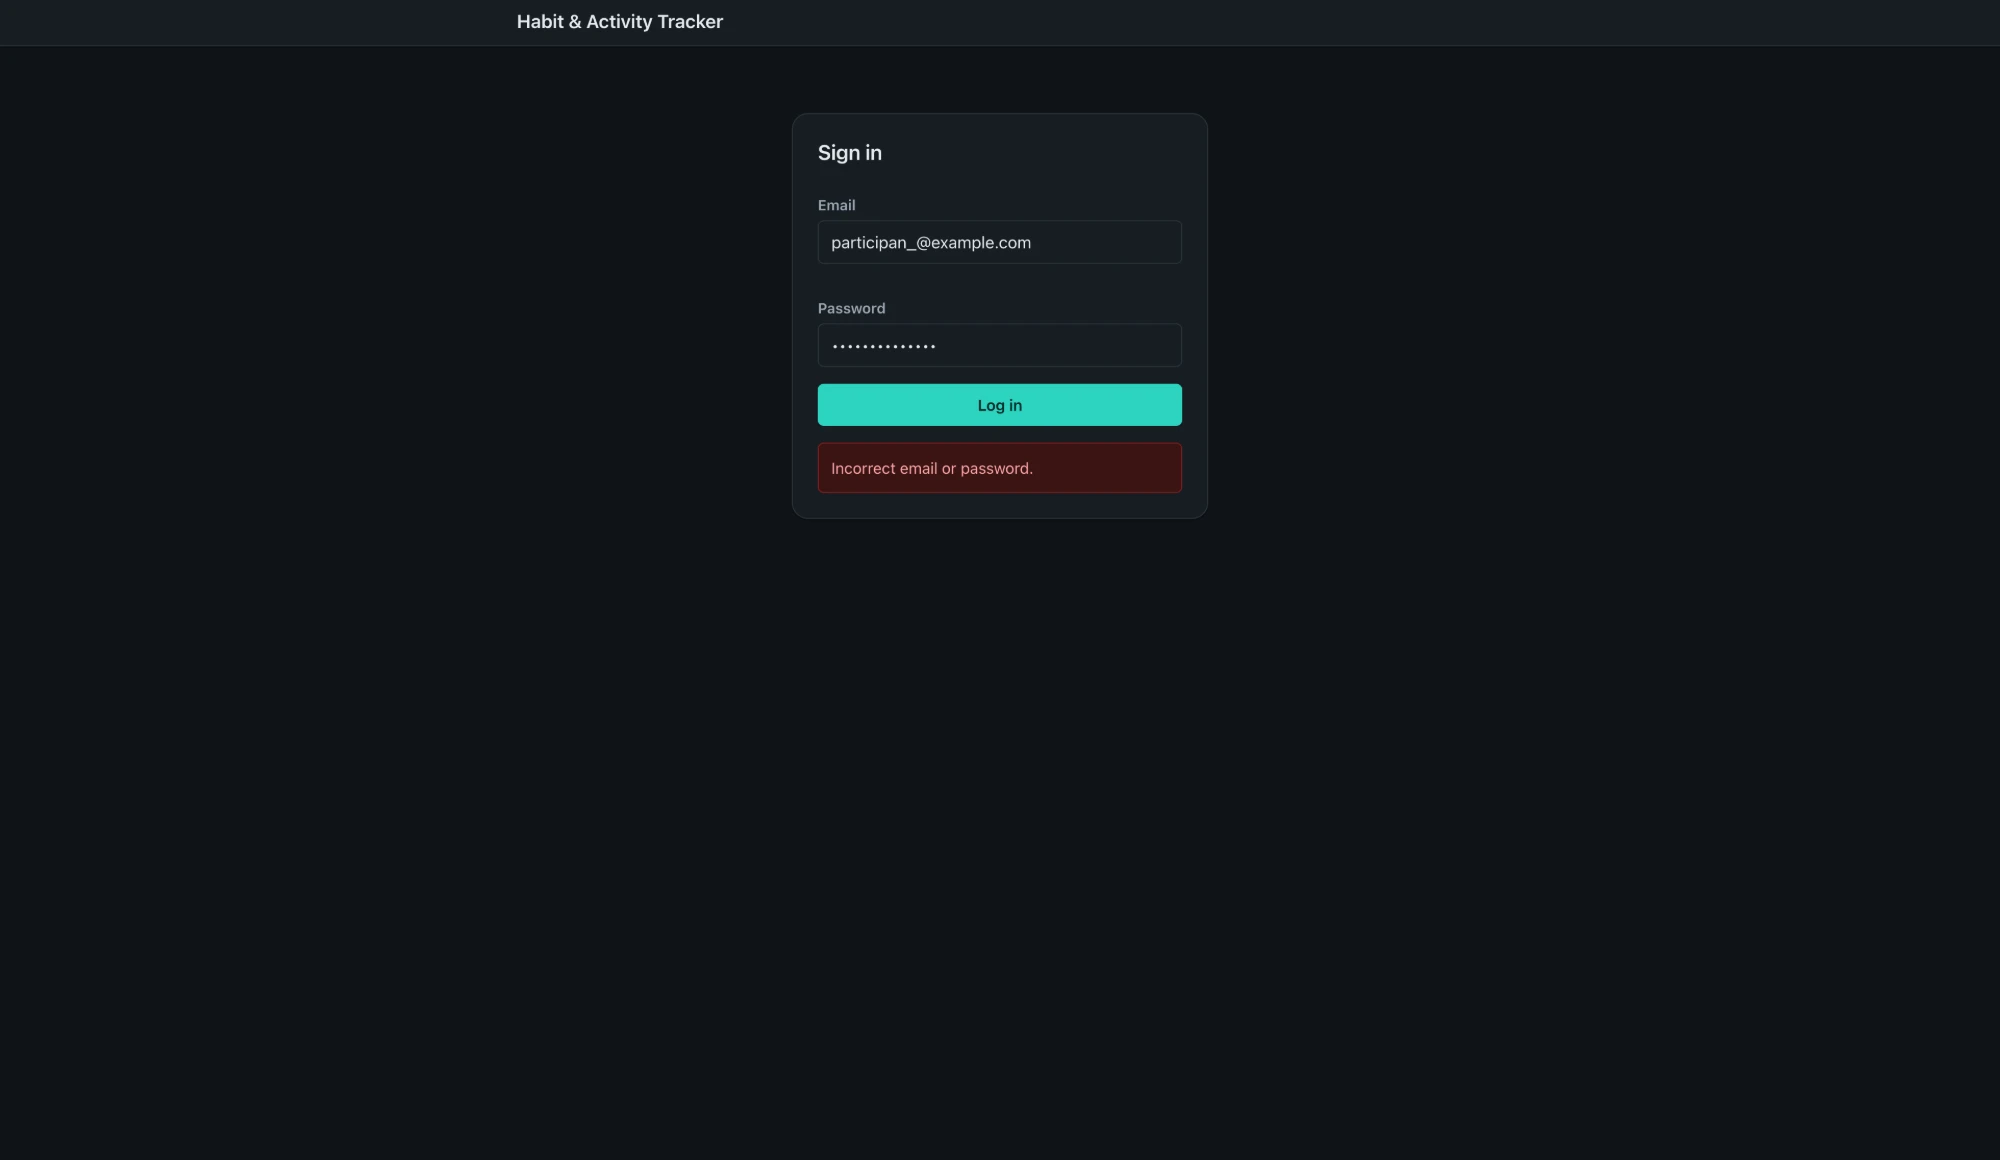 Habit & Activity Tracker
Sign in
Email
participan_@example.com
Password
••••••••••••••
Log in
Incorrect email or password.